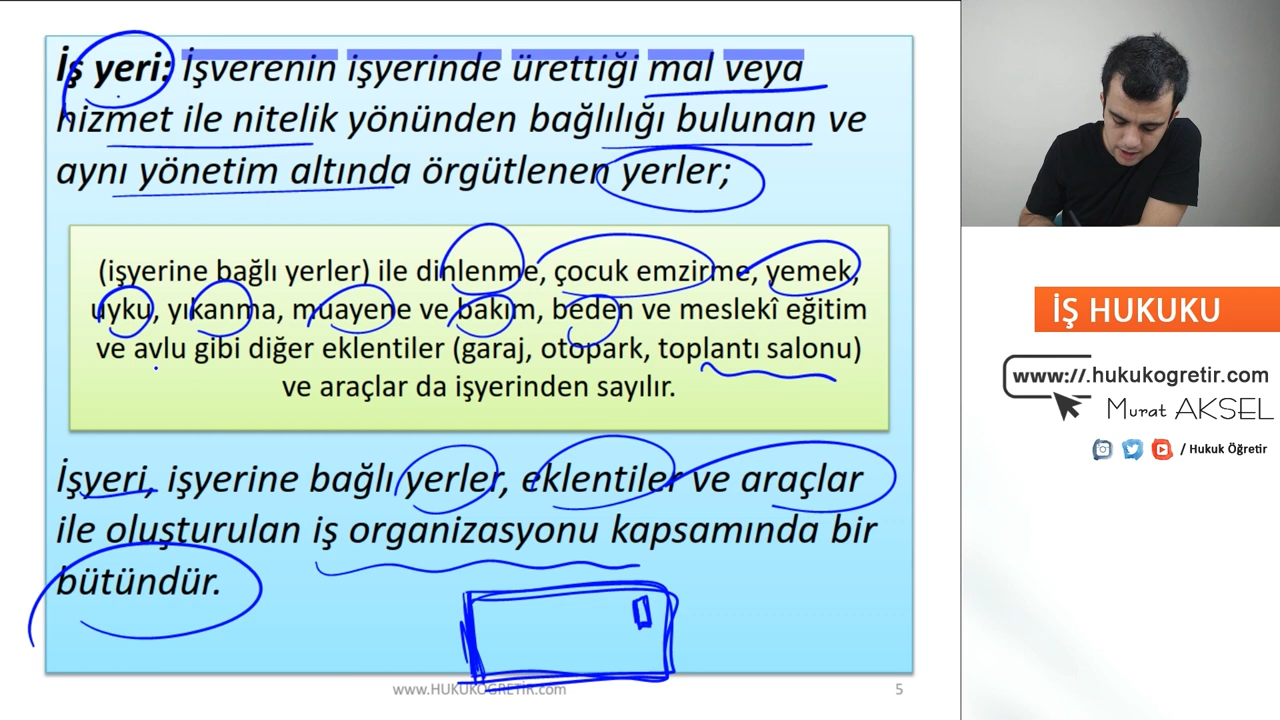 İş yeri: İşverenin işyerinde ürettiği mal veya
hizmet ile nitelik yönünden bağlılığı bulunan ve
aynı yönetim altında örgütlenen yerler;
(işyerine bağlı yerler) ile dinlenme, çocuk emzirme, yemek,
uyku, yıkanma, muayene ve bakım, beden ve meslekî eğitim
ve avlu gibi diğer eklentiler (garaj, otopark, toplantı salonu)
ve araçlar da işyerinden sayılır.
İşyeri, işyerine bağlı yerler, eklentiler ve araçlar
ile oluşturulan iş organizasyonu kapsamında bir
bütündür.
www.HUKUKOGRETiR.com
5
İŞ HUKUKU
www://.hukukogretir.com
Murat AKSEL
/ Hukuk Öğretir